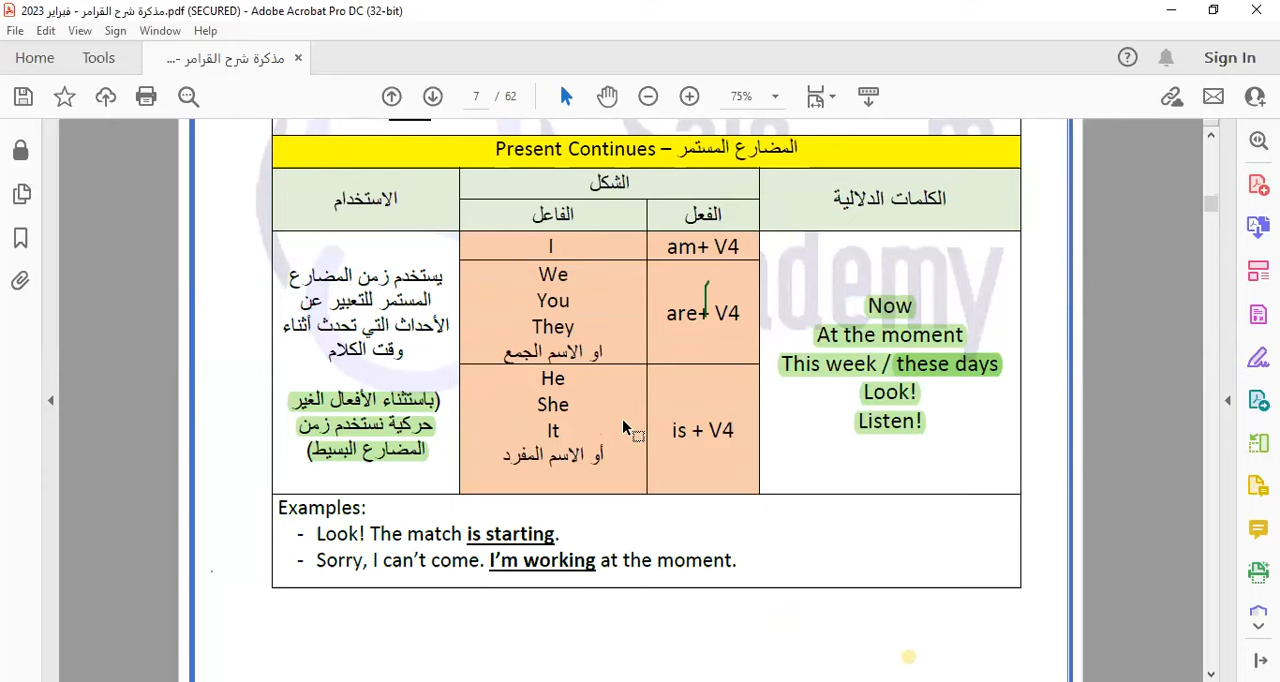 مذكرة شرح القرامر - فبراير 2023.pdf (SECURED) - Adobe Acrobat Pro DC (32-bit)
File Edit View Sign Window Help
Home Tools مذكرة شرح القرامر -... × Sign In
7 / 62 75%
Present Continues – المضارع المستمر
الاستخدام
الشكل
الكلمات الدلالية
الفاعل
الفعل
I
am+ V4
We
You
They
او الاسم الجمع
are+ V4
He
She
It
أو الاسم المفرد
is + V4
يستخدم زمن المضارع
المستمر للتعبير عن
الأحداث التي تحدث أثناء
وقت الكلام
(باستثناء الأفعال الغير
حركية نستخدم زمن
المضارع البسيط)
Now
At the moment
This week / these days
Look!
Listen!
Examples:
- Look! The match is starting.
- Sorry, I can't come. I'm working at the moment.